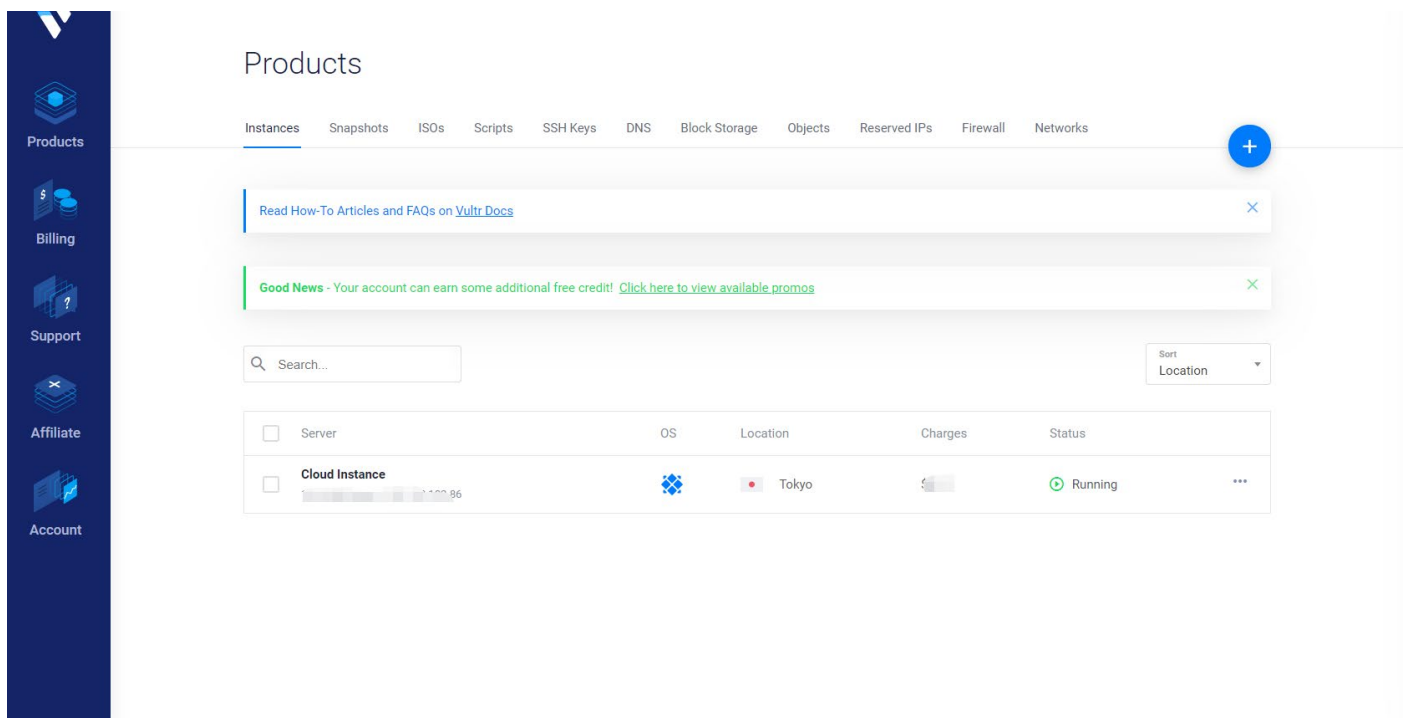 Products
Instances Snapshots ISOs Scripts SSH Keys DNS Block Storage Objects Reserved IPs Firewall Networks
+
Read How-To Articles and FAQs on Vultr Docs
Good News - Your account can earn some additional free credit! Click here to view available promos
Search...
Sort
Location
Server OS Location Charges Status
Cloud Instance
Tokyo Running
Products
$
Billing
?
Support
Affiliate
Account